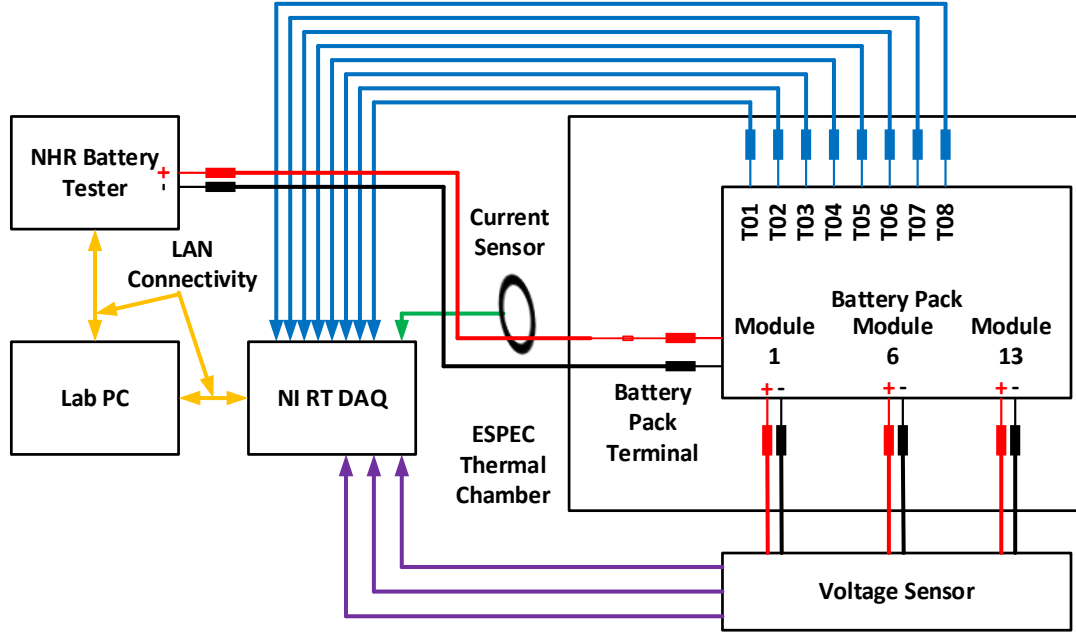 NHR Battery
Tester
+
-
LAN
Connectivity
Lab PC
NI RT DAQ
Current
Sensor
T01
T02
T03
T04
T05
T06
T07
T08
Battery Pack
Module
1
Module
6
Module
13
+ -
+ -
+ -
Battery
Pack
Terminal
ESPEC
Thermal
Chamber
Voltage Sensor